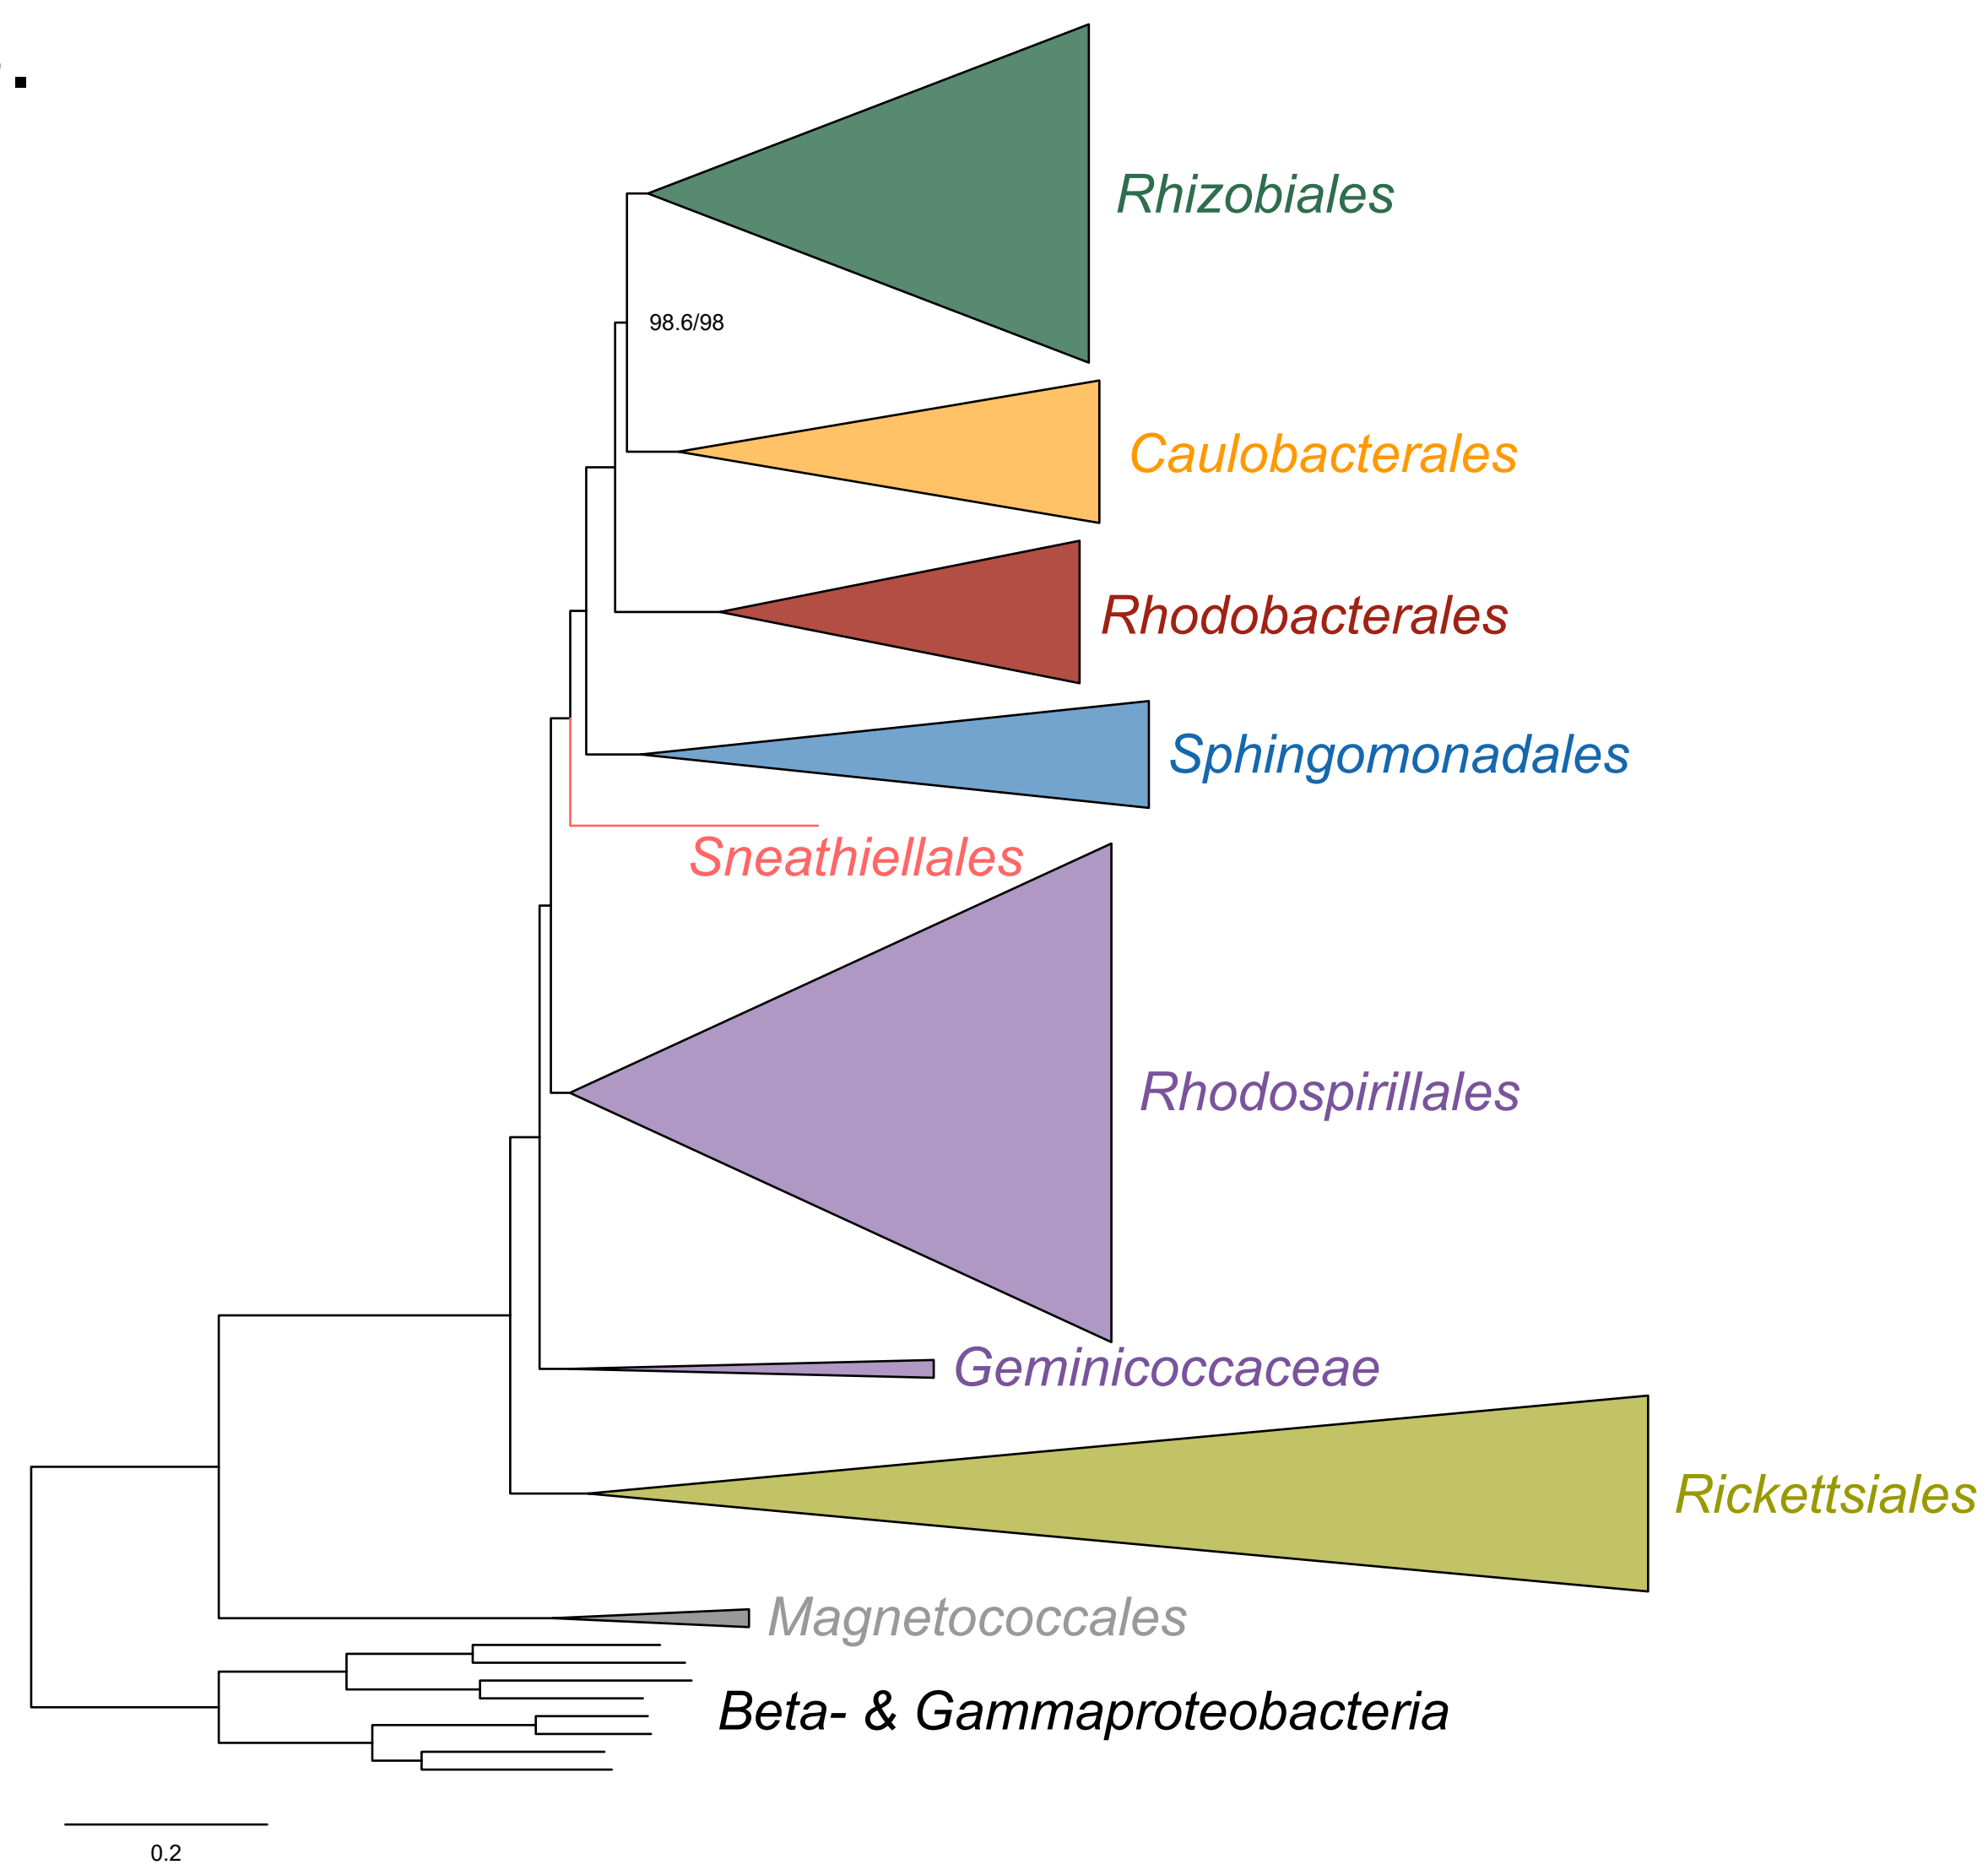 Rhizobiales
98.6/98
Caulobacterales
Rhodobacterales
Sphingomonadales
Sneathiellales
Rhodospirillales
Geminicoccaceae
Rickettsiales
Magnetococcales
Beta- & Gammaproteobacteria
0.2